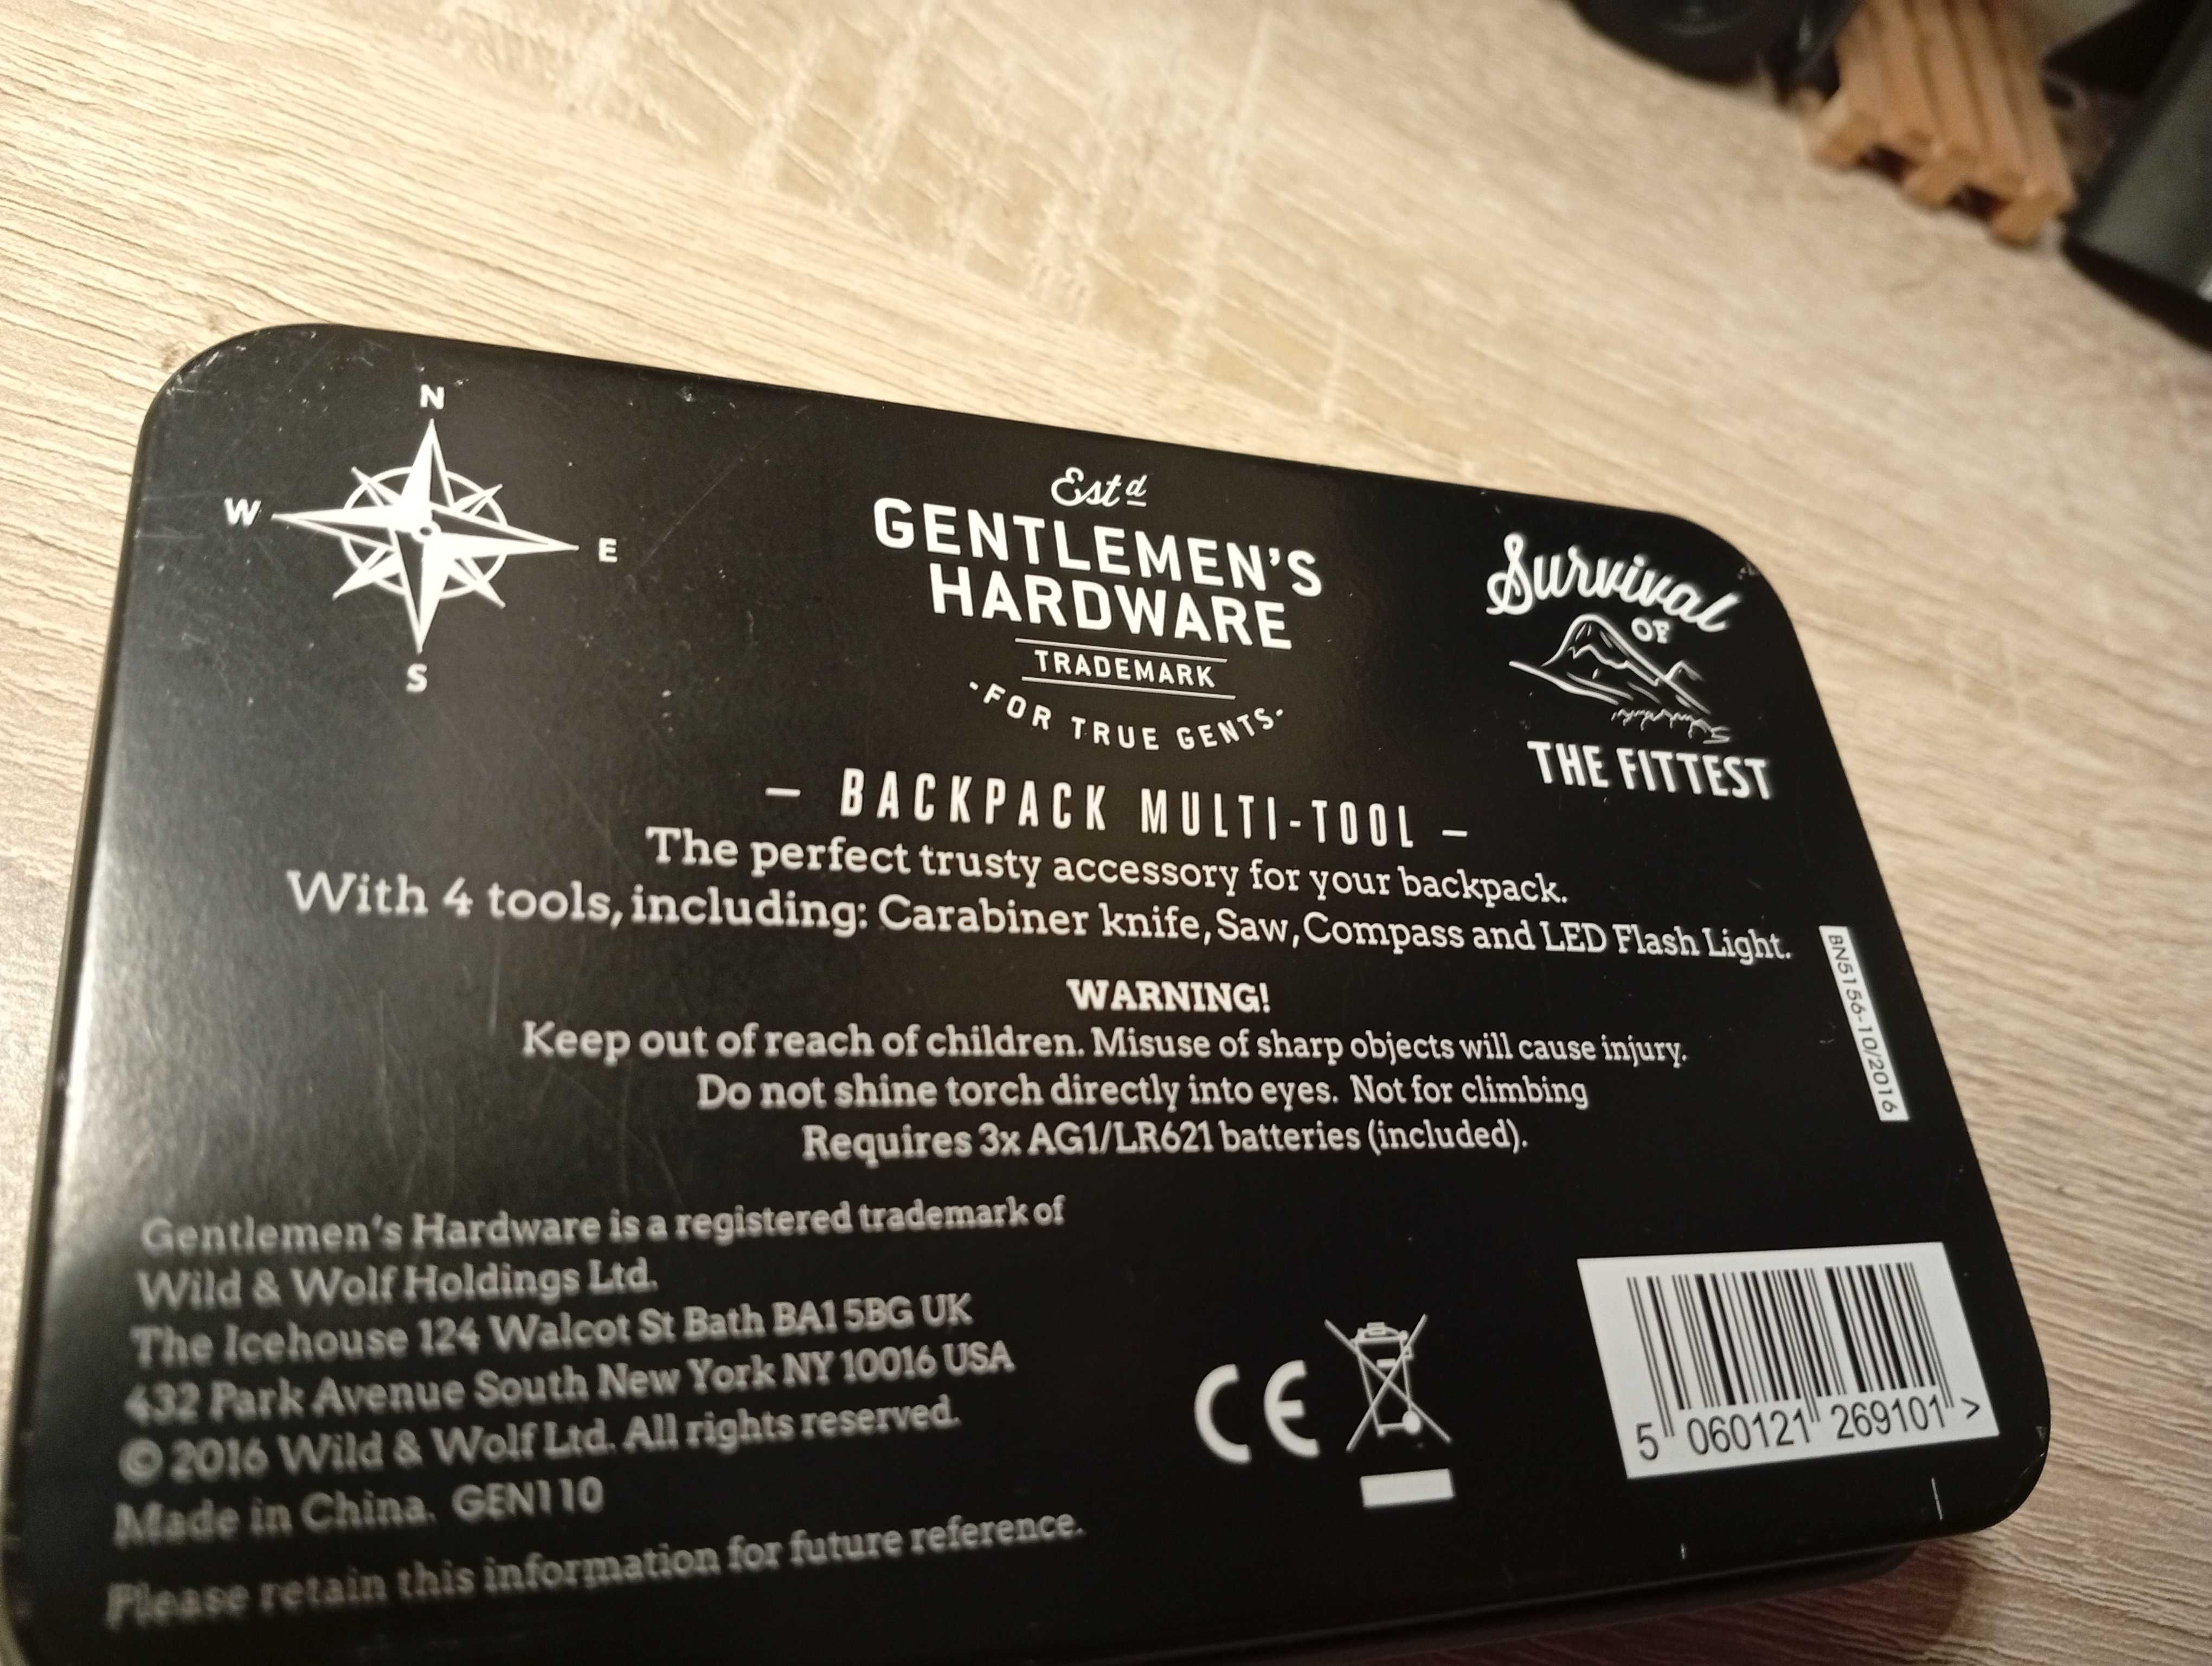 N
W
E
S
Estd
GENTLEMEN'S
HARDWARE
TRADEMARK
·FOR TRUE GENTS·
Survival
OF
THE FITTEST
— BACKPACK MULTI-TOOL —
The perfect trusty accessory for your backpack.
With 4 tools, including: Carabiner knife, Saw, Compass and LED Flash Light.
WARNING!
Keep out of reach of children. Misuse of sharp objects will cause injury.
Do not shine torch directly into eyes. Not for climbing
Requires 3x AG1/LR621 batteries (included).
BN5156-10/2016
Gentlemen's Hardware is a registered trademark of
Wild & Wolf Holdings Ltd.
The Icehouse 124 Walcot St Bath BA1 5BG UK
432 Park Avenue South New York NY 10016 USA
© 2016 Wild & Wolf Ltd. All rights reserved.
Made in China. GEN110
Please retain this information for future reference.
CE
5 060121 269101 >